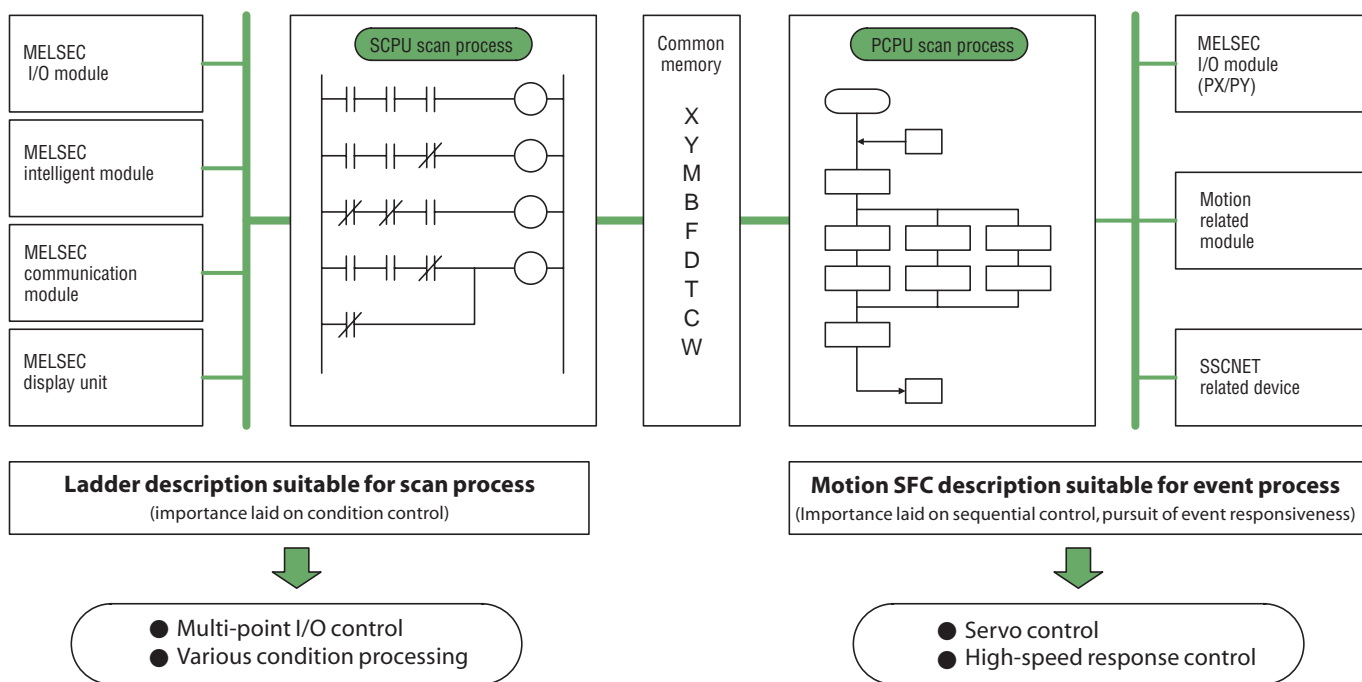 MELSEC
I/O module
MELSEC
intelligent module
MELSEC
communication
module
MELSEC
display unit
SCPU scan process
Common
memory
X
Y
M
B
F
D
T
C
W
PCPU scan process
MELSEC
I/O module
(PX/PY)
Motion
related
module
SSCNET
related device
Ladder description suitable for scan process
(importance laid on condition control)
Motion SFC description suitable for event process
(Importance laid on sequential control, pursuit of event responsiveness)
● Multi-point I/O control
● Various condition processing
● Servo control
● High-speed response control